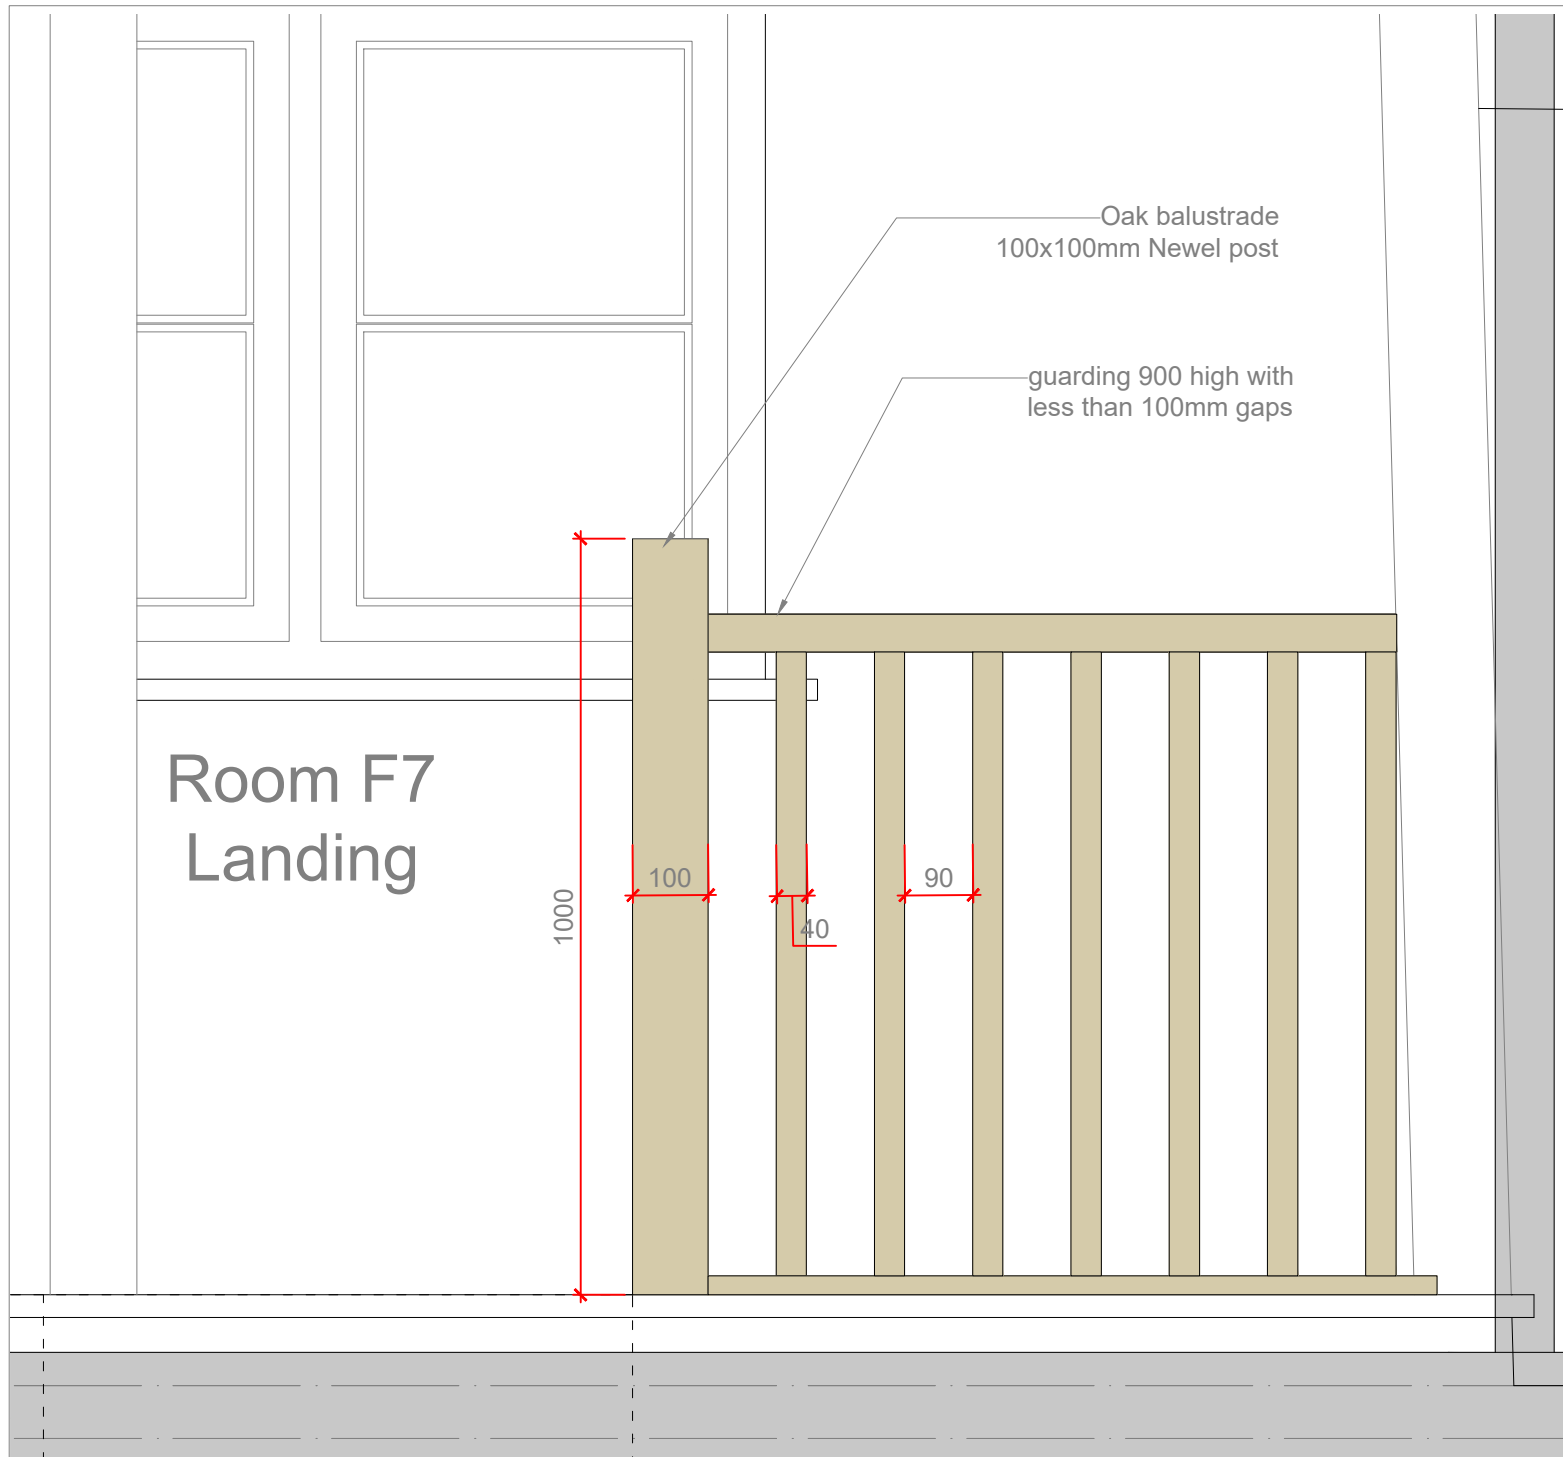 Oak balustrade
100x100mm Newel post
guarding 900 high with
less than 100mm gaps
Room F7
Landing
1000
100
40
90